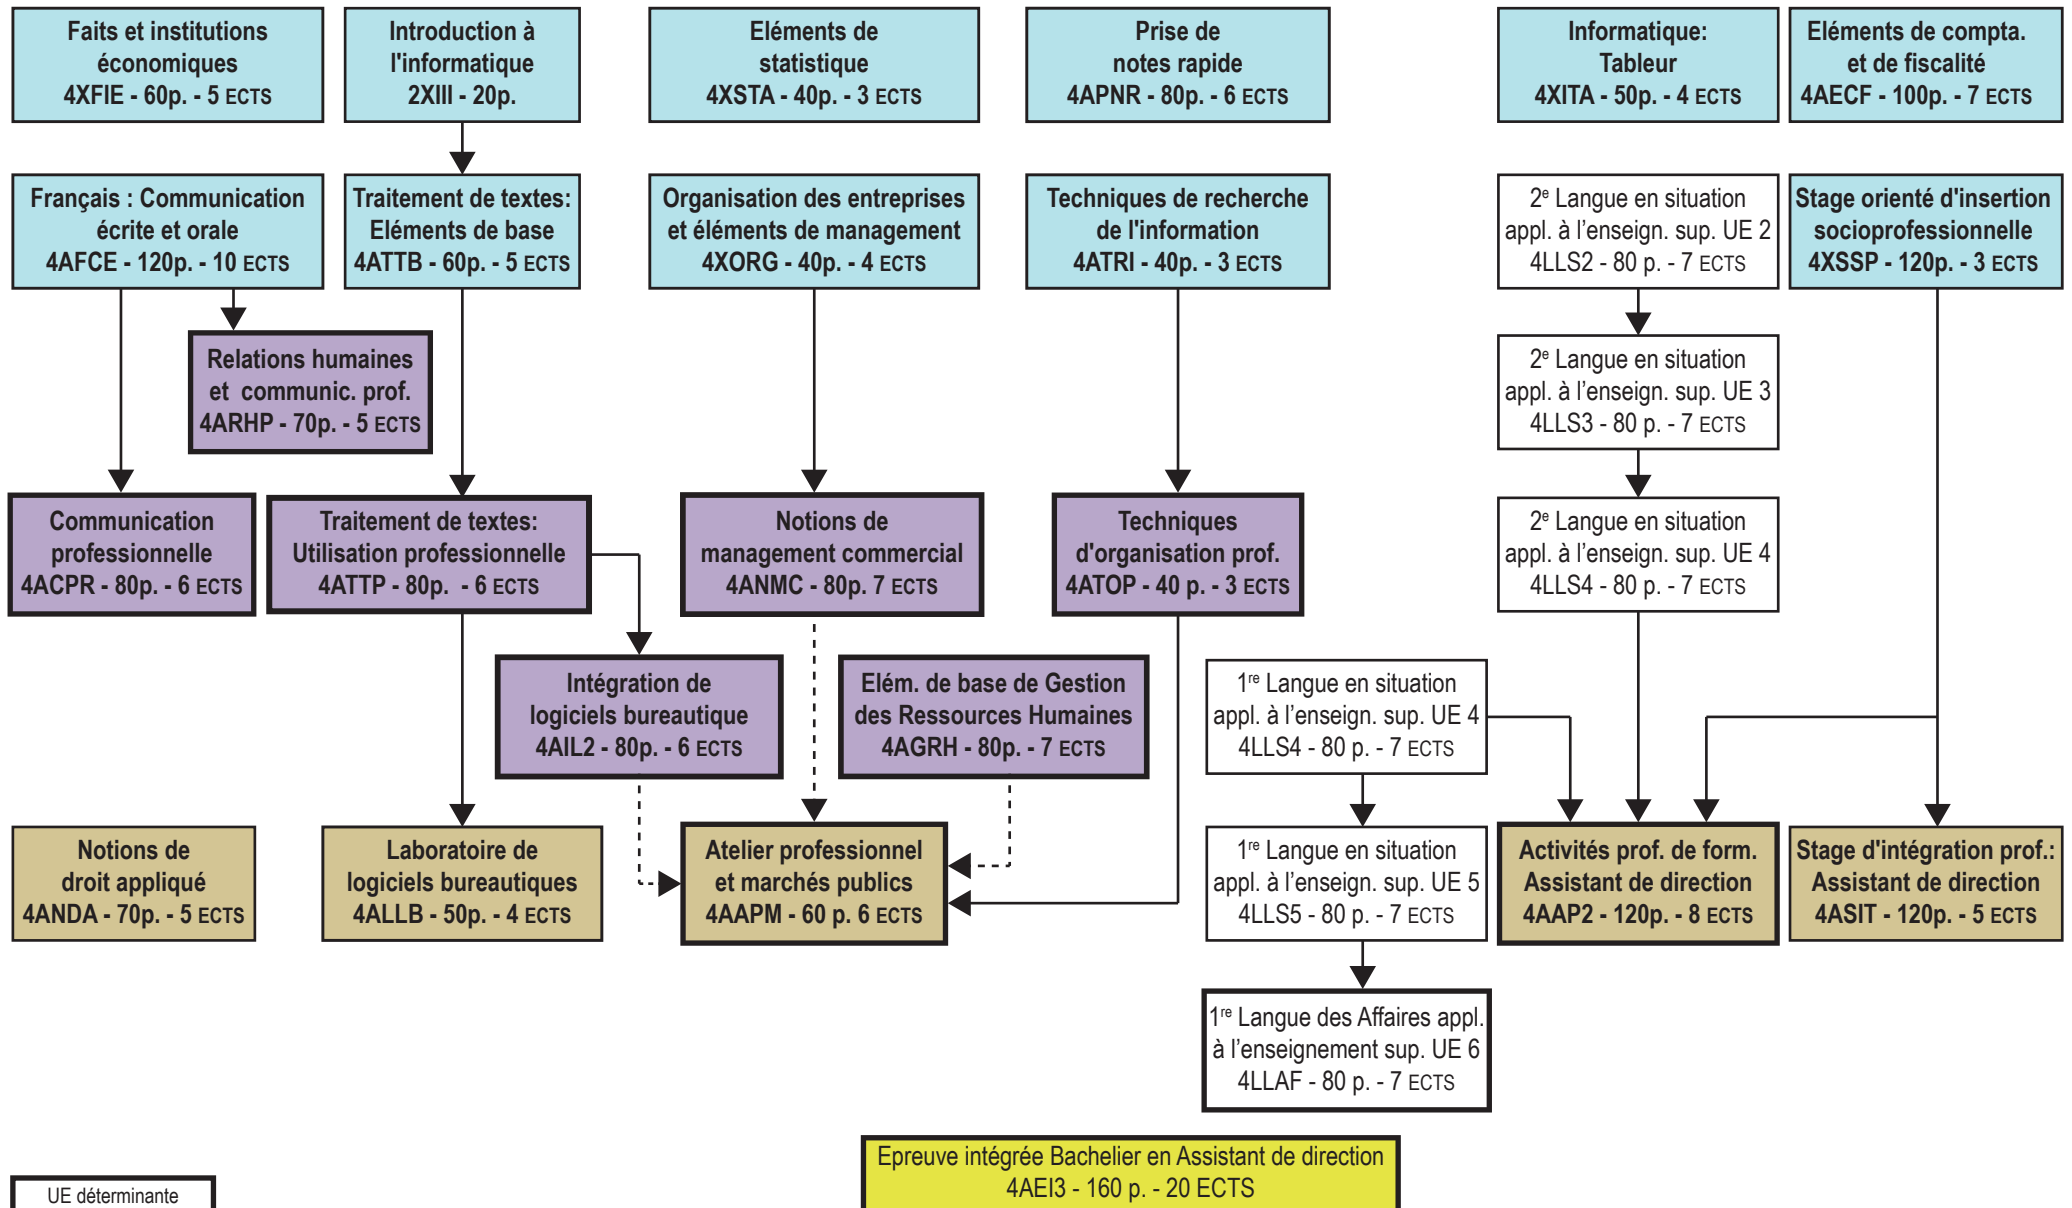 Faits et institutions
économiques
4XFIE - 60p. - 5 ECTS
Introduction à
l'informatique
2XIII - 20p.
Eléments de
statistique
4XSTA - 40p. - 3 ECTS
Prise de
notes rapide
4APNR - 80p. - 6 ECTS
Informatique:
Tableur
4XITA - 50p. - 4 ECTS
Eléments de compta.
et de fiscalité
4AECF - 100p. - 7 ECTS
Français : Communication
écrite et orale
4AFCE - 120p. - 10 ECTS
Traitement de textes:
Eléments de base
4ATTB - 60p. - 5 ECTS
Organisation des entreprises
et éléments de management
4XORG - 40p. - 4 ECTS
Techniques de recherche
de l'information
4ATRI - 40p. - 3 ECTS
2e Langue en situation
appl. à l'enseign. sup. UE 2
4LLS2 - 80 p. - 7 ECTS
Stage orienté d'insertion
socioprofessionnelle
4XSSP - 120p. - 3 ECTS
Relations humaines
et communic. prof.
4ARHP - 70p. - 5 ECTS
2e Langue en situation
appl. à l'enseign. sup. UE 3
4LLS3 - 80 p. - 7 ECTS
Communication
professionnelle
4ACPR - 80p. - 6 ECTS
Traitement de textes:
Utilisation professionnelle
4ATTP - 80p. - 6 ECTS
Notions de
management commercial
4ANMC - 80p. 7 ECTS
Techniques
d'organisation prof.
4ATOP - 40 p. - 3 ECTS
2e Langue en situation
appl. à l'enseign. sup. UE 4
4LLS4 - 80 p. - 7 ECTS
Intégration de
logiciels bureautique
4AIL2 - 80p. - 6 ECTS
Elém. de base de Gestion
des Ressources Humaines
4AGRH - 80p. - 7 ECTS
1re Langue en situation
appl. à l'enseign. sup. UE 4
4LLS4 - 80 p. - 7 ECTS
Notions de
droit appliqué
4ANDA - 70p. - 5 ECTS
Laboratoire de
logiciels bureautiques
4ALLB - 50p. - 4 ECTS
Atelier professionnel
et marchés publics
4AAPM - 60 p. 6 ECTS
1re Langue en situation
appl. à l'enseign. sup. UE 5
4LLS5 - 80 p. - 7 ECTS
Activités prof. de form.
Assistant de direction
4AAP2 - 120p. - 8 ECTS
Stage d'intégration prof.:
Assistant de direction
4ASIT - 120p. - 5 ECTS
1re Langue des Affaires appl.
à l'enseignement sup. UE 6
4LLAF - 80 p. - 7 ECTS
Epreuve intégrée Bachelier en Assistant de direction
4AEI3 - 160 p. - 20 ECTS
UE déterminante